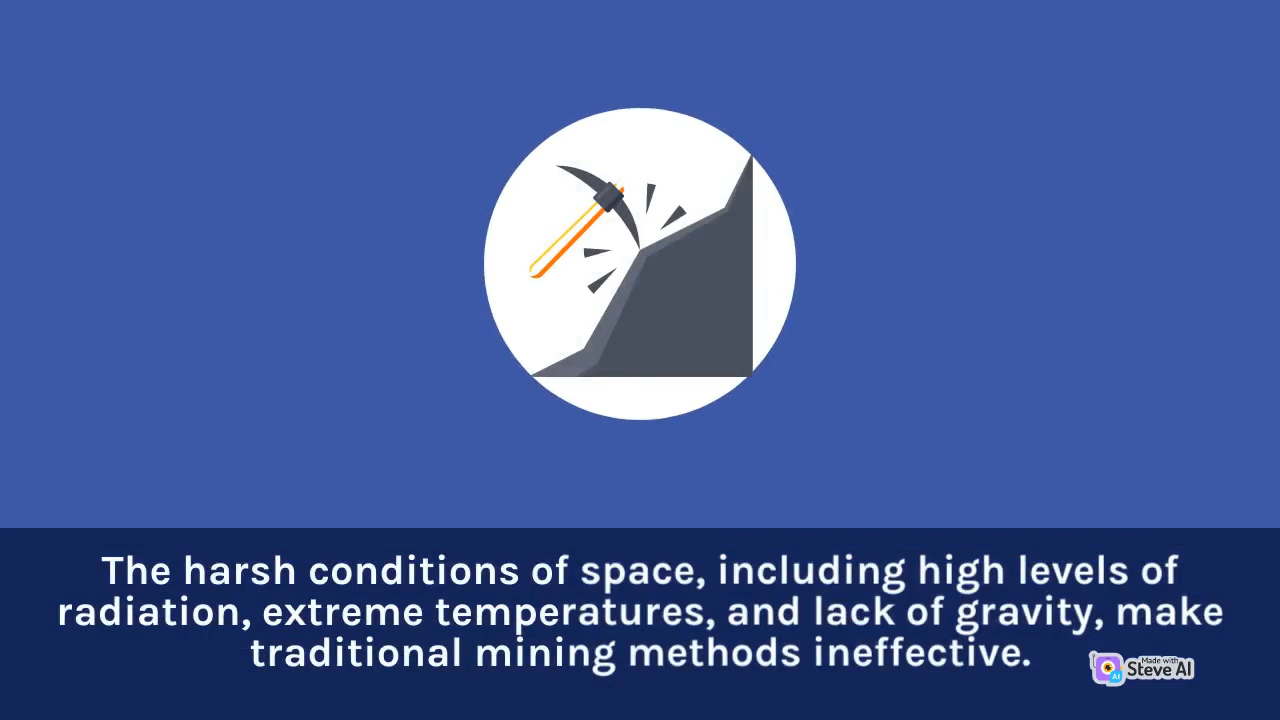 The harsh conditions of space, including high levels of
radiation, extreme temperatures, and lack of gravity, make
traditional mining methods ineffective.
Made with
Steve AI
AI